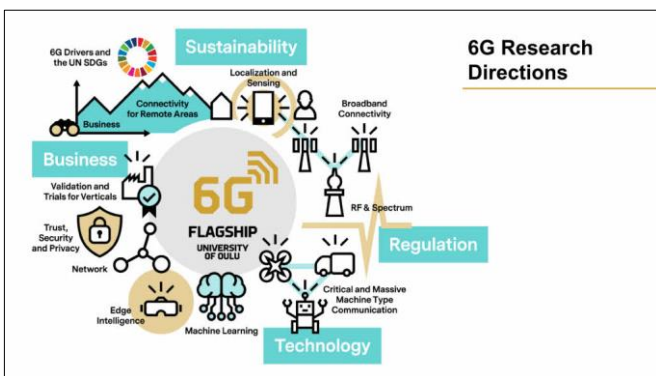 6G Research
Directions
Sustainability
6G Drivers and
the UN SDGs
Localization and
Sensing
Connectivity
for Remote Areas
Business
Broadband
Connectivity
Business
Validation and
Trials for Verticals
6G
FLAGSHIP
UNIVERSITY
OF OULU
RF & Spectrum
Trust,
Security
and Privacy
Regulation
Network
Critical and Massive
Machine Type
Communication
Edge
Intelligence
Machine Learning
Technology